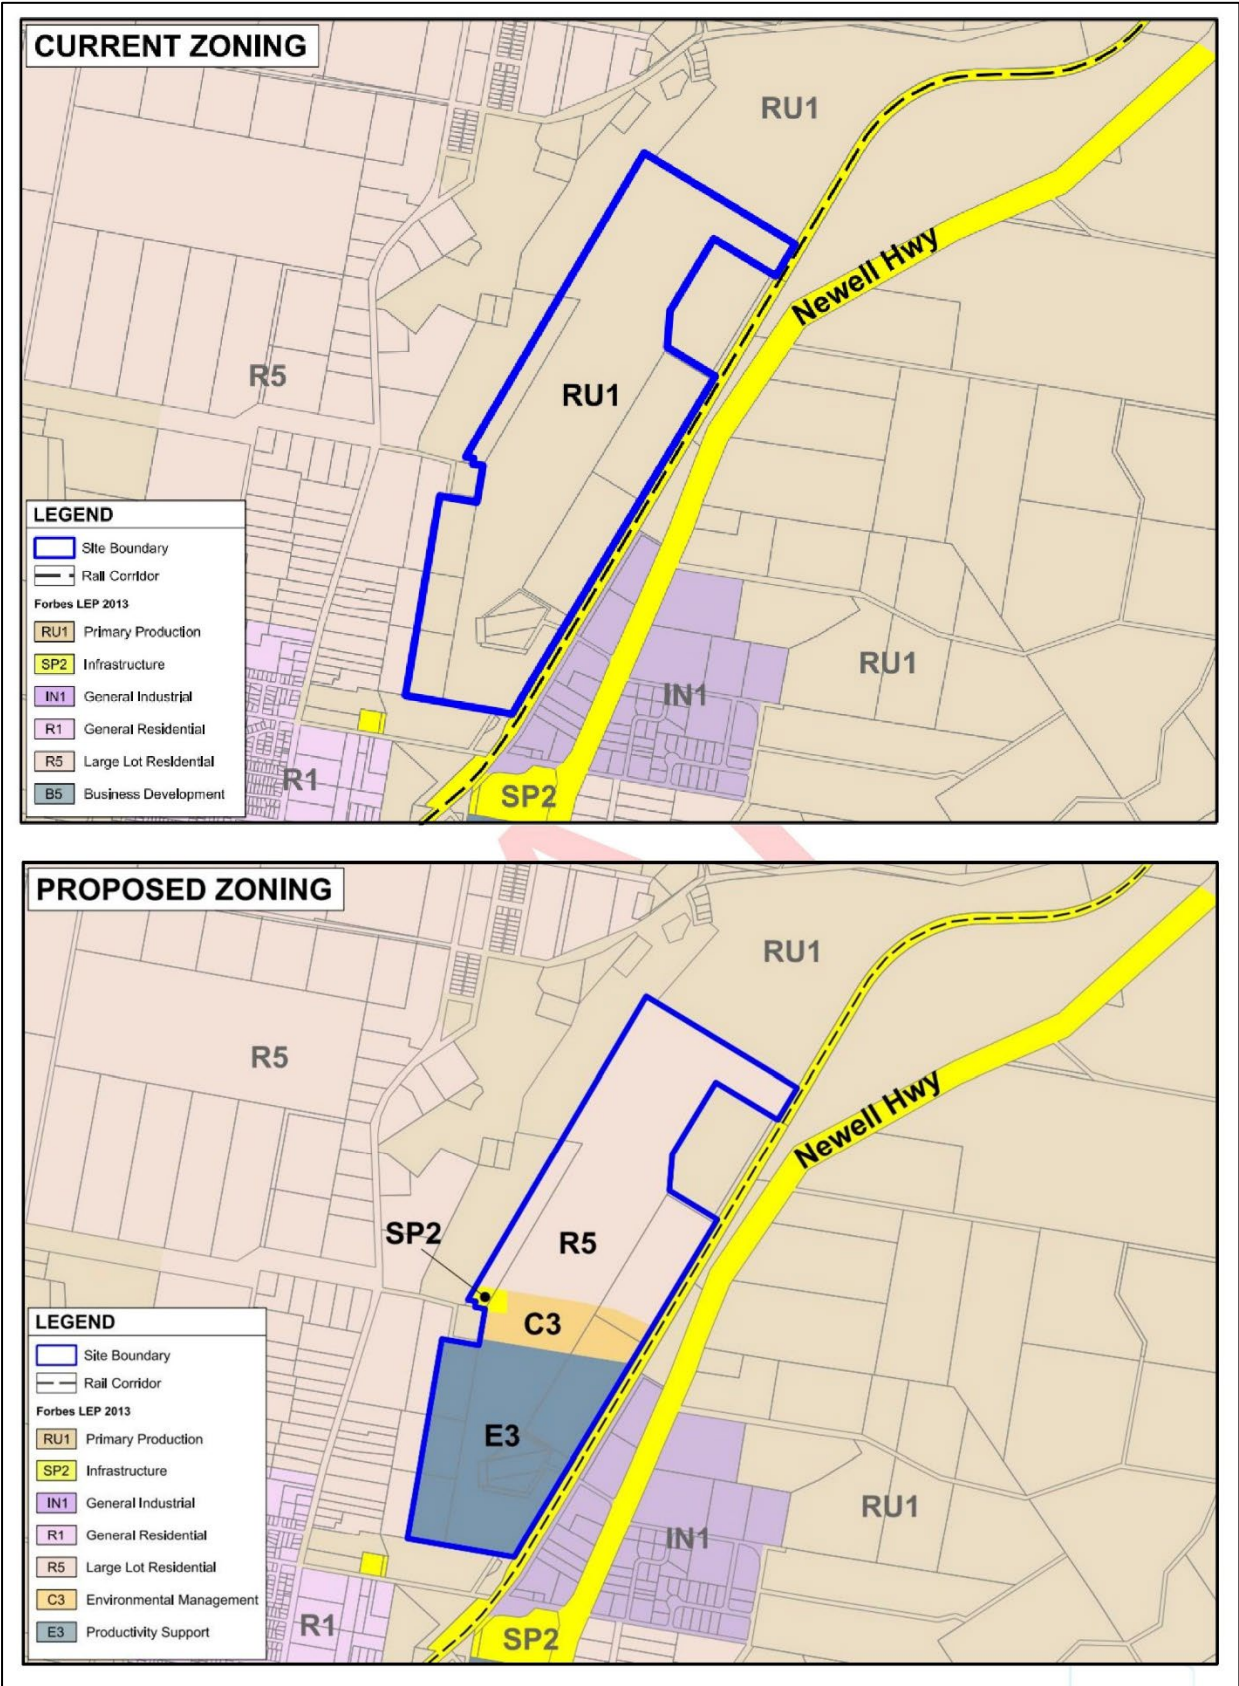 CURRENT ZONING
RU1
Newell Hwy
R5
RU1
LEGEND
Site Boundary
Rail Corridor
Forbes LEP 2013
RU1 Primary Production
SP2 Infrastructure
IN1 General Industrial
R1 General Residential
R5 Large Lot Residential
B5 Business Development
RU1
IN1
R1
SP2
PROPOSED ZONING
RU1
R5
Newell Hwy
SP2
R5
C3
LEGEND
Site Boundary
Rail Corridor
Forbes LEP 2013
RU1 Primary Production
SP2 Infrastructure
IN1 General Industrial
R1 General Residential
R5 Large Lot Residential
C3 Environmental Management
E3 Productivity Support
E3
RU1
IN1
R1
SP2